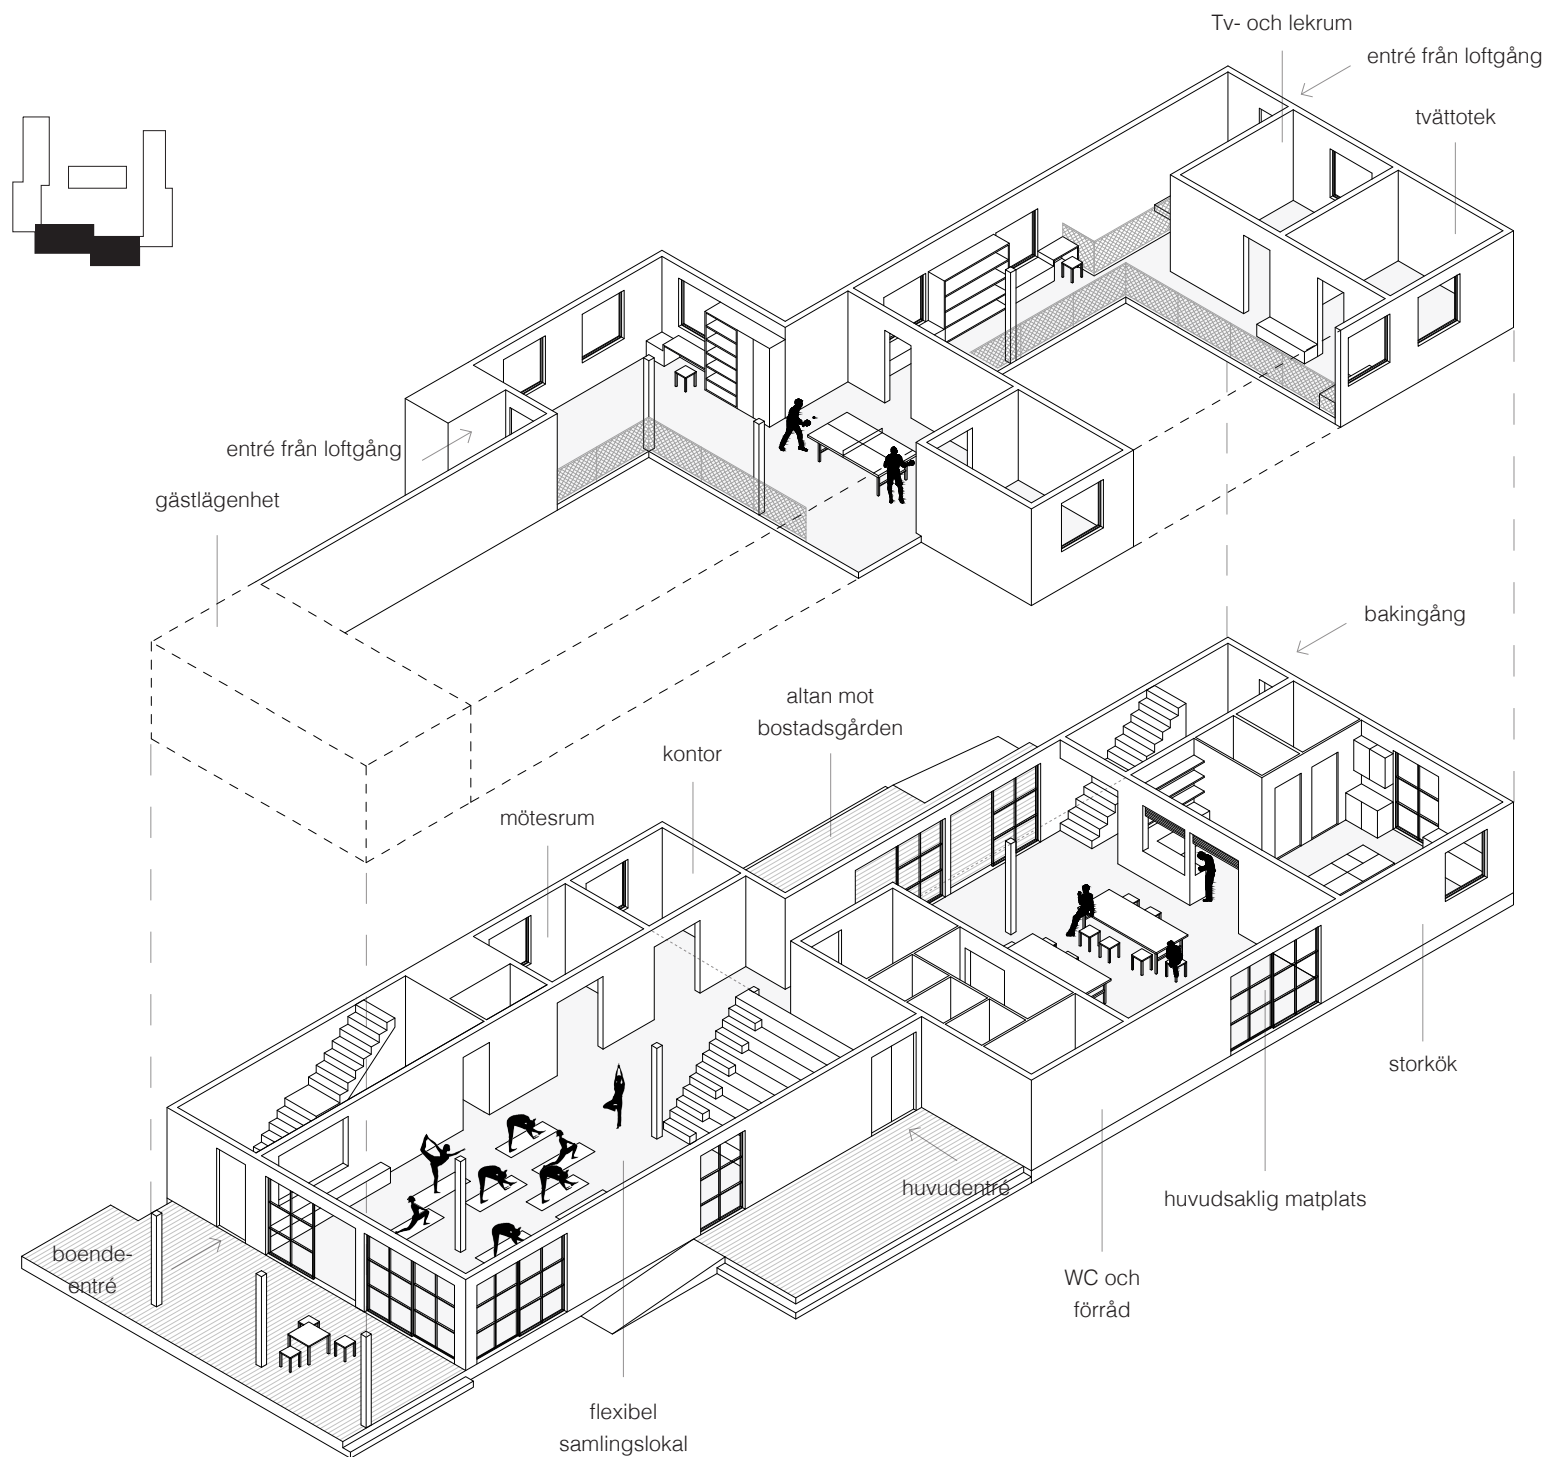 Tv- och lekrum
entré från loftgång
tvättotek
entré från loftgång
gästlägenhet
bakingång
altan mot
bostadsgården
kontor
mötesrum
storkök
huvudentré
huvudsaklig matplats
boende-
entré
WC och
förråd
flexibel
samlingslokal